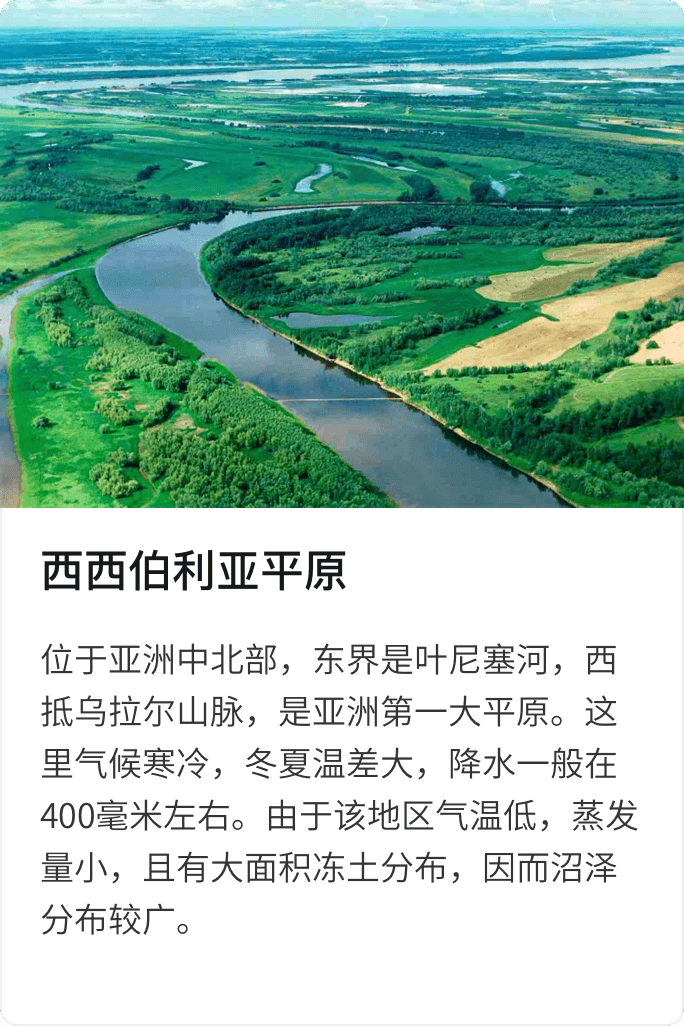 西西伯利亚平原
位于亚洲中北部，东界是叶尼塞河，西
抵乌拉尔山脉，是亚洲第一大平原。这
里气候寒冷，冬夏温差大，降水一般在
400毫米左右。由于该地区气温低，蒸发
量小，且有大面积冻土分布，因而沼泽
分布较广。